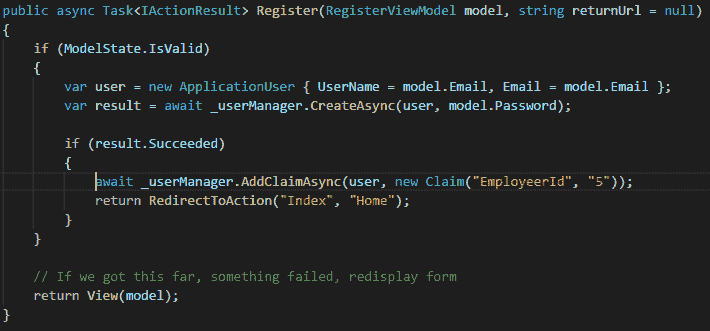 public async Task<IActionResult> Register(RegisterViewModel model, string returnUrl = null)
{
    if (ModelState.IsValid)
    {
        var user = new ApplicationUser { UserName = model.Email, Email = model.Email };
        var result = await _userManager.CreateAsync(user, model.Password);

        if (result.Succeeded)
        {
            await _userManager.AddClaimAsync(user, new Claim("EmployeerId", "5"));
            return RedirectToAction("Index", "Home");
        }
    }

    // If we got this far, something failed, redisplay form
    return View(model);
}